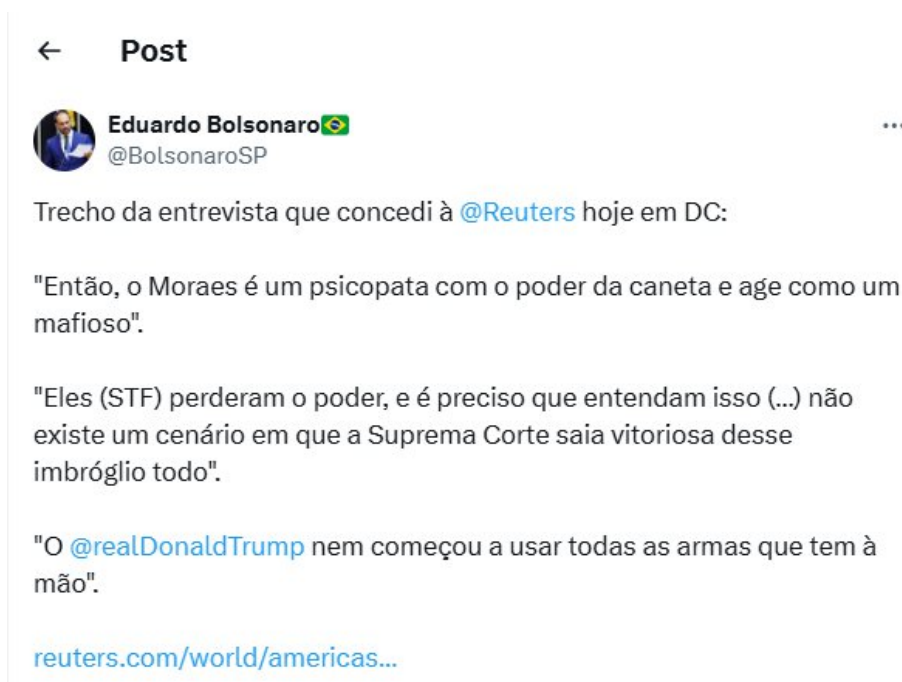 Post
Eduardo Bolsonaro🇧🇷
@BolsonaroSP
Trecho da entrevista que concedi à @Reuters hoje em DC:
"Então, o Moraes é um psicopata com o poder da caneta e age como um
mafioso".
"Eles (STF) perderam o poder, e é preciso que entendam isso (...) não
existe um cenário em que a Suprema Corte saia vitoriosa desse
imbróglio todo".
"O @realDonaldTrump nem começou a usar todas as armas que tem à
mão".
reuters.com/world/americas...